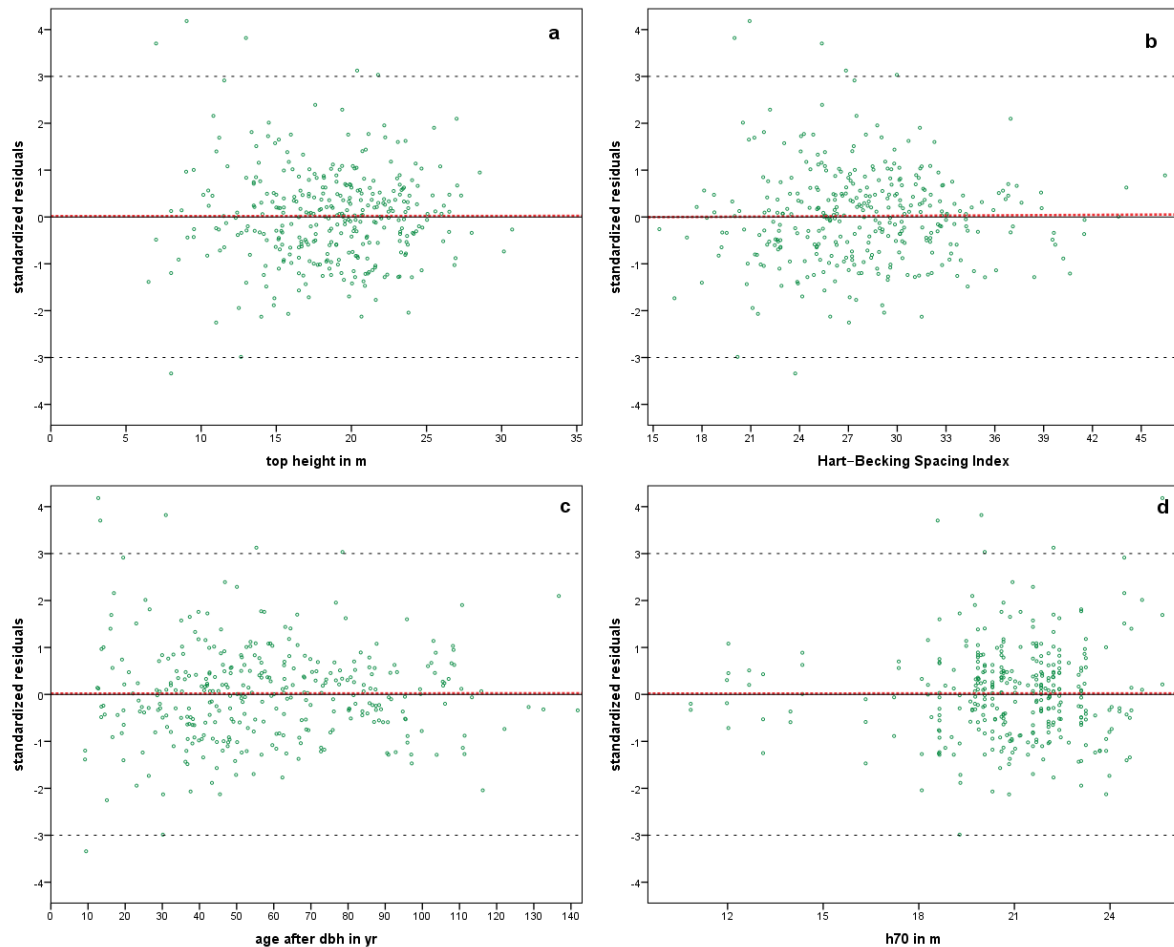 a
4
3
2
1
0
-1
-2
-3
-4
standardized residuals
0 5 10 15 20 25 30 35
top height in m
b
4
3
2
1
0
-1
-2
-3
-4
standardized residuals
15 18 21 24 27 30 33 36 39 42 45
Hart-Becking Spacing Index
c
4
3
2
1
0
-1
-2
-3
-4
standardized residuals
0 10 20 30 40 50 60 70 80 90 100 110 120 130 140
age after dbh in yr
d
4
3
2
1
0
-1
-2
-3
-4
standardized residuals
12 15 18 21 24
h70 in m